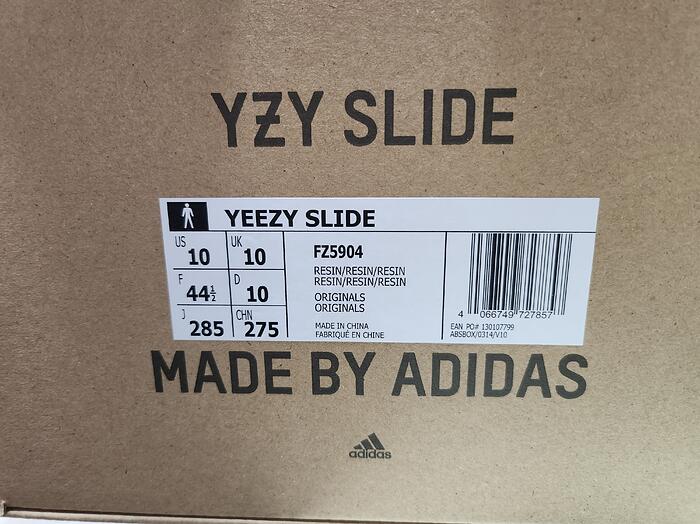 YZY SLIDE
YEEZY SLIDE
US 10 UK 10
F 44½ D 10
J 285 CHN 275
FZ5904
RESIN/RESIN/RESIN
RESIN/RESIN/RESIN
ORIGINALS
ORIGINALS
MADE IN CHINA
FABRIQUÉ EN CHINE
4 066749 727857
EAN PO# 130107799
ABSBOX/0314/V10
MADE BY ADIDAS
adidas